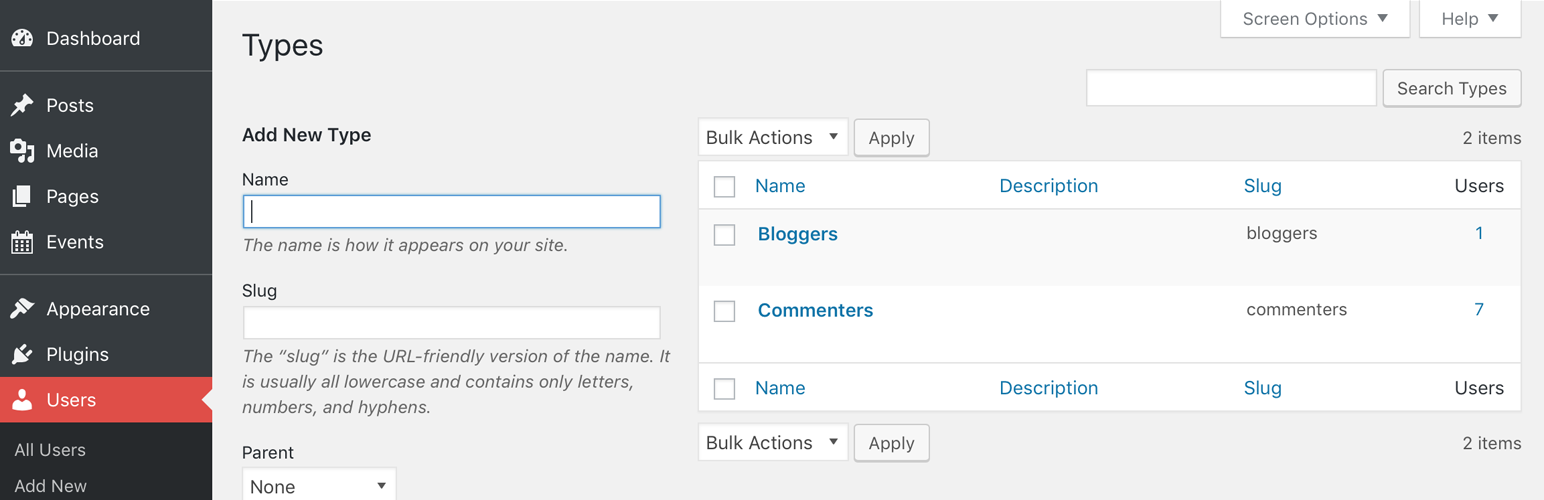 Dashboard
Posts
Media
Pages
Events
Appearance
Plugins
Users
All Users
Add New
Screen Options
Help
Types
Search Types
Add New Type
Name
The name is how it appears on your site.
Slug
The “slug” is the URL-friendly version of the name. It
is usually all lowercase and contains only letters,
numbers, and hyphens.
Parent
None
Bulk Actions Apply 2 items
Name Description Slug Users
Bloggers bloggers 1
Commenters commenters 7
Name Description Slug Users
Bulk Actions Apply 2 items